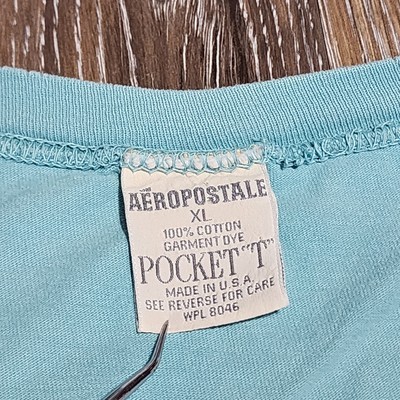 AÉROPOSTALE
XL
100% COTTON
GARMENT DYE
POCKET "T"
MADE IN U.S.A.
SEE REVERSE FOR CARE
WPL 8046